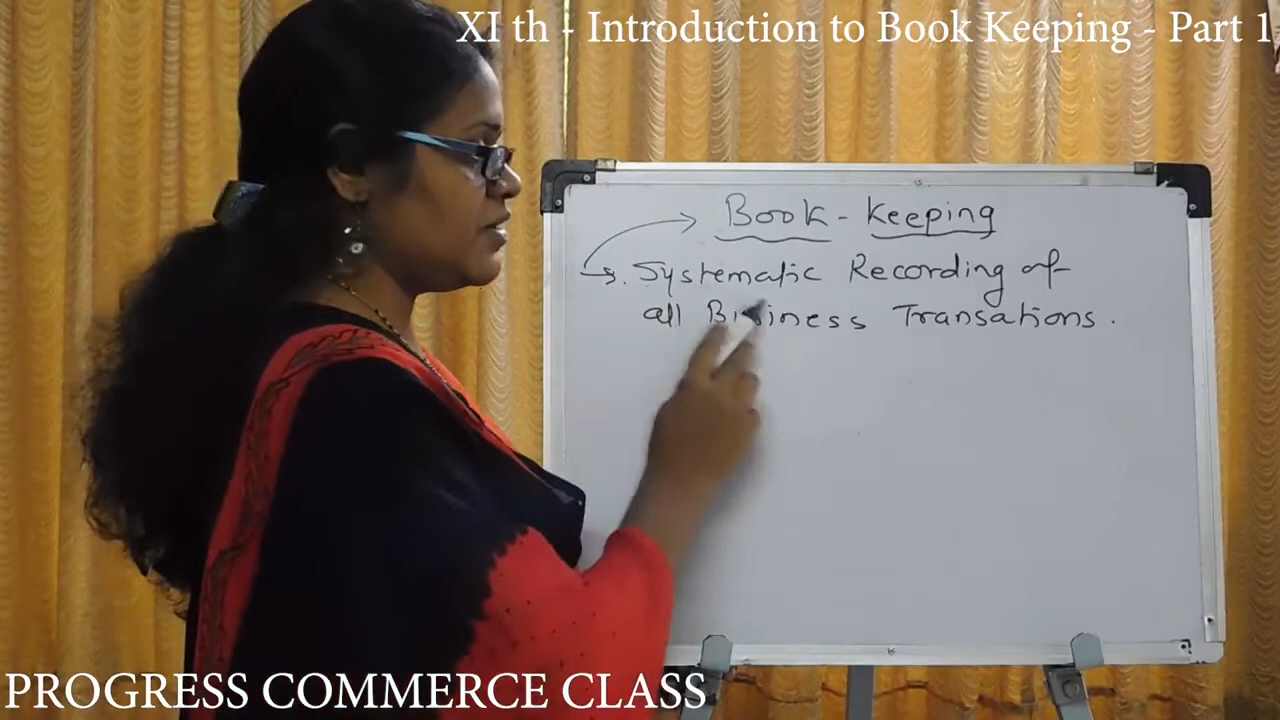 XI th - Introduction to Book Keeping - Part 1
Book - Keeping
Systematic Recording of
all Business Transations.
PROGRESS COMMERCE CLASS